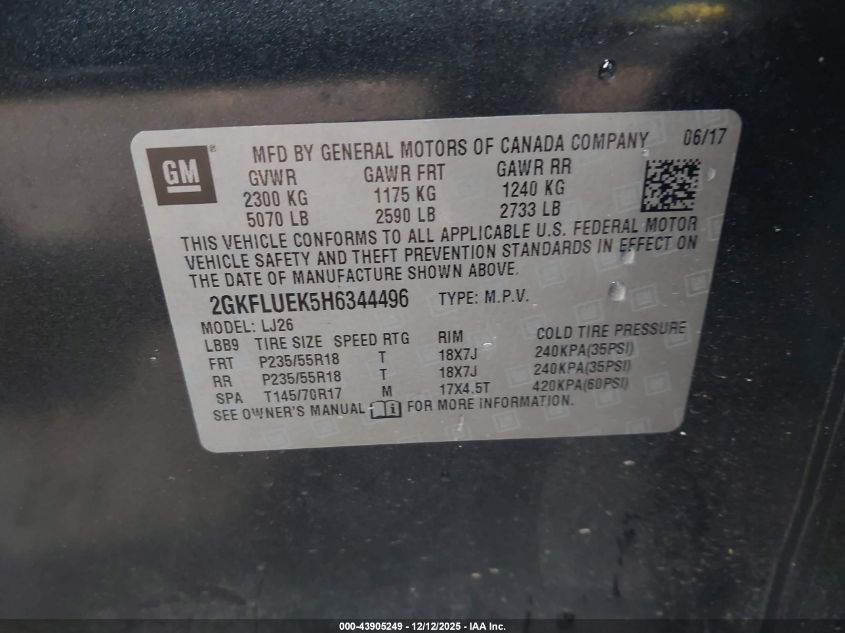 GM
MFD BY GENERAL MOTORS OF CANADA COMPANY 06/17
GVWR GAWR FRT GAWR RR
2300 KG 1175 KG 1240 KG
5070 LB 2590 LB 2733 LB
THIS VEHICLE CONFORMS TO ALL APPLICABLE U.S. FEDERAL MOTOR
VEHICLE SAFETY AND THEFT PREVENTION STANDARDS IN EFFECT ON
THE DATE OF MANUFACTURE SHOWN ABOVE.
2GKFLUEK5H6344496 TYPE: M.P.V.
MODEL: LJ26
LBB9 TIRE SIZE SPEED RTG RIM COLD TIRE PRESSURE
FRT P235/55R18 T 18X7J 240KPA(35PSI)
RR P235/55R18 T 18X7J 240KPA(35PSI)
SPA T145/70R17 M 17X4.5T 420KPA(60PSI)
SEE OWNER'S MANUAL FOR MORE INFORMATION.
000-43905249 - 12/12/2025 - IAA Inc.